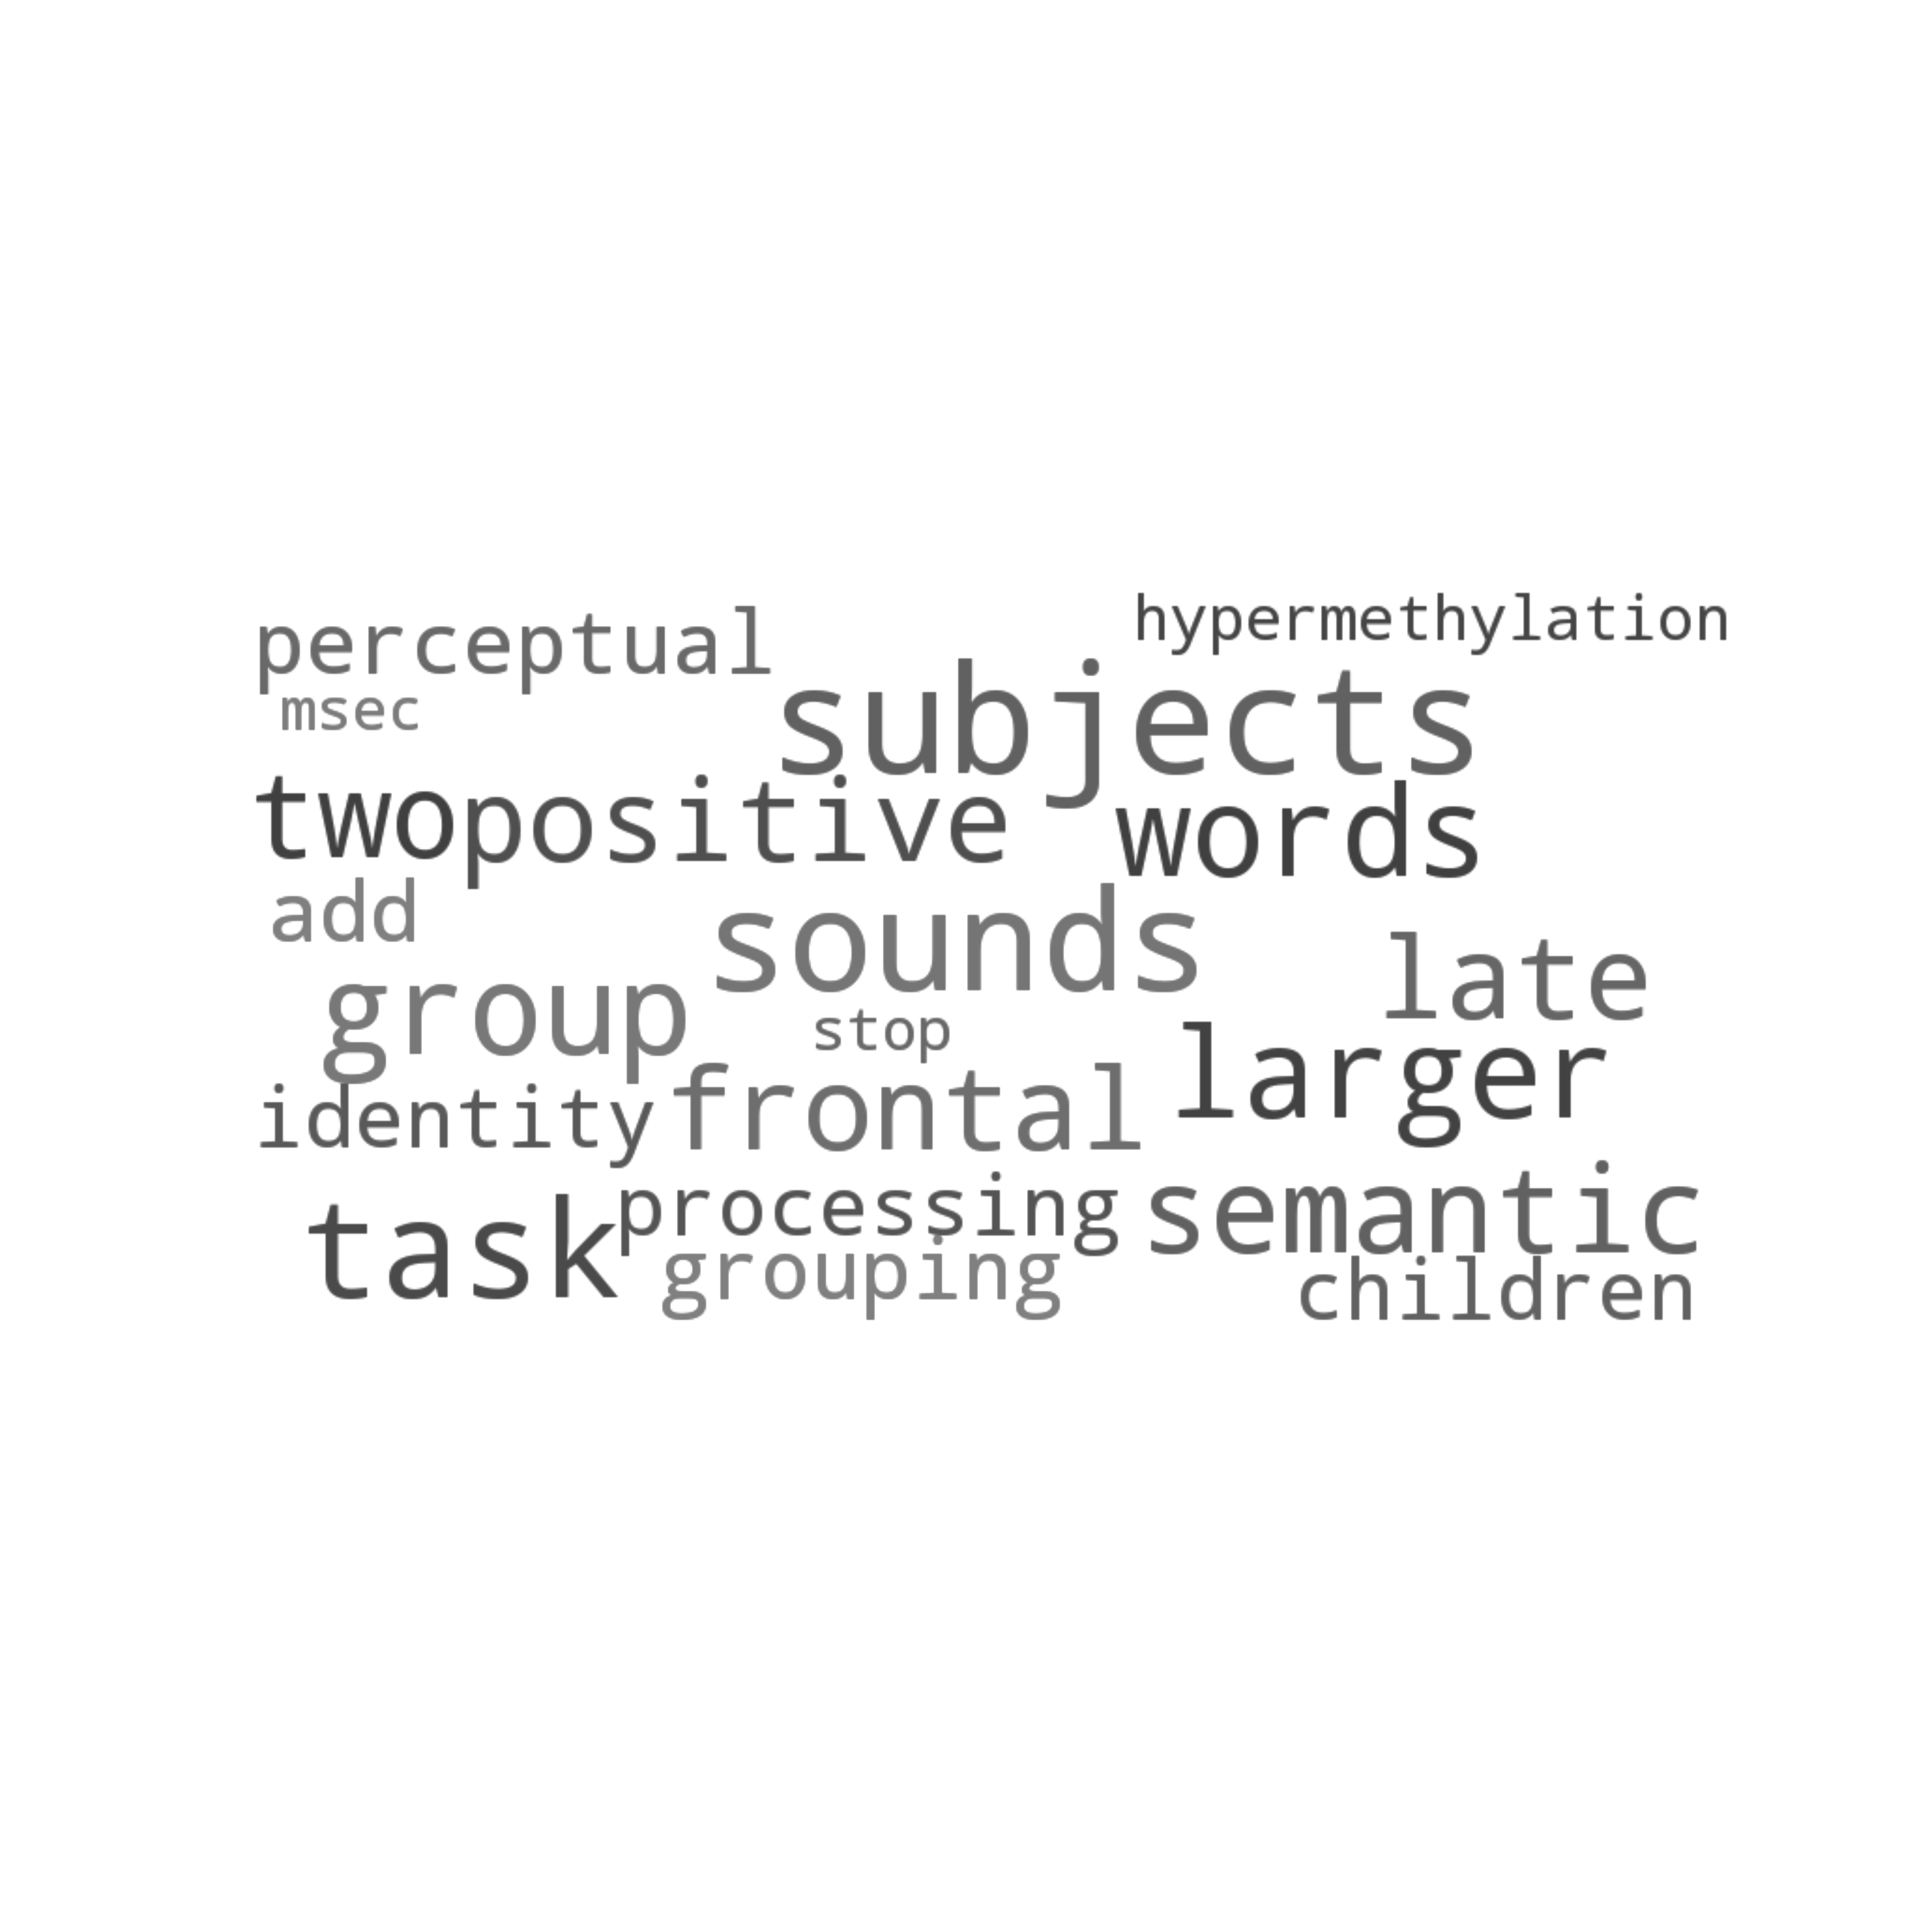 perceptual hypermethylation
msec subjects
twopositive words
add sounds late
group stop larger
identity frontal
task processing semantic
grouping children